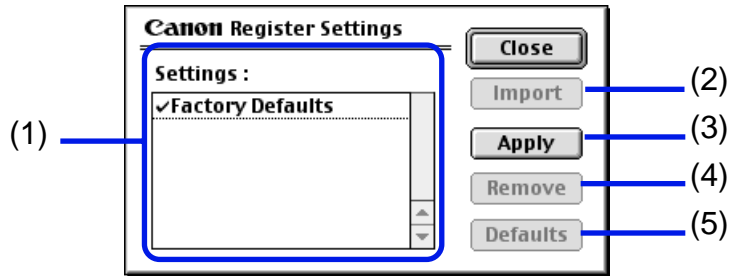 Canon Register Settings
Close
Settings :
Import
(2)
✓Factory Defaults
(1)
Apply
(3)
Remove
(4)
Defaults
(5)